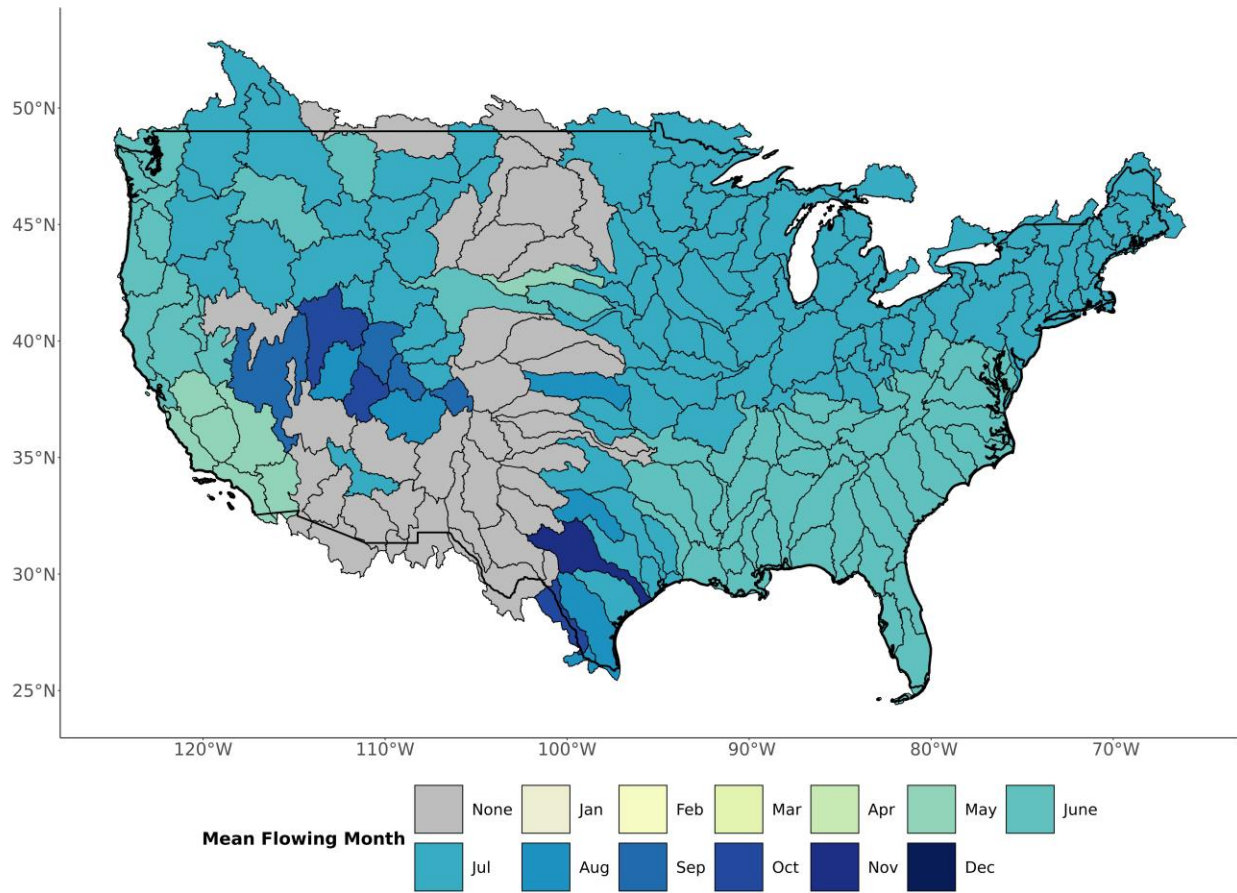 50°N
45°N
40°N
35°N
30°N
25°N
120°W 110°W 100°W 90°W 80°W 70°W
Mean Flowing Month
None Jan Feb Mar Apr May June
Jul Aug Sep Oct Nov Dec